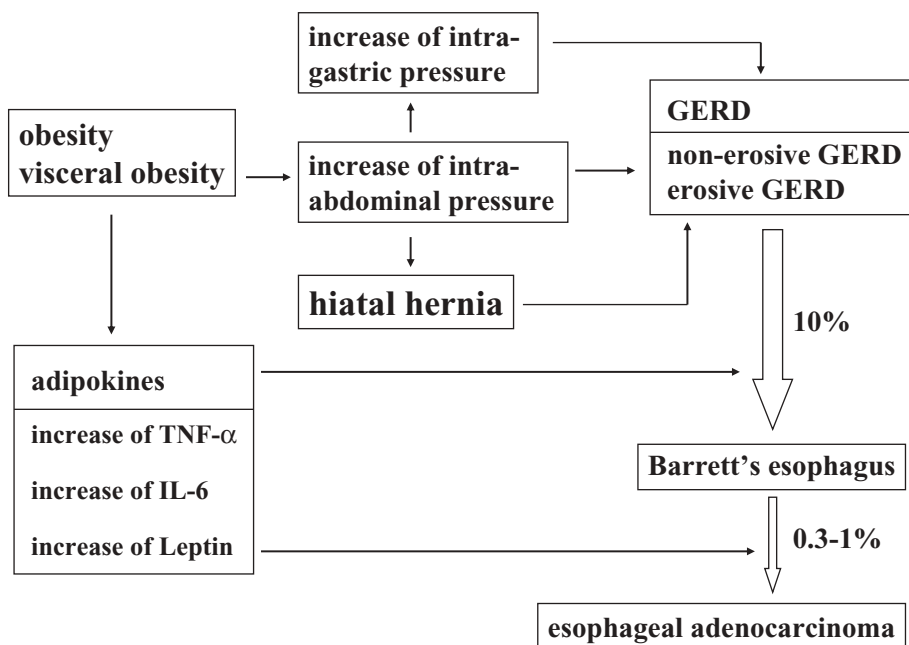 increase of intra-
gastric pressure
obesity
visceral obesity
increase of intra-
abdominal pressure
hiatal hernia
GERD
non-erosive GERD
erosive GERD
10%
adipokines
increase of TNF-α
increase of IL-6
increase of Leptin
Barrett’s esophagus
0.3-1%
esophageal adenocarcinoma